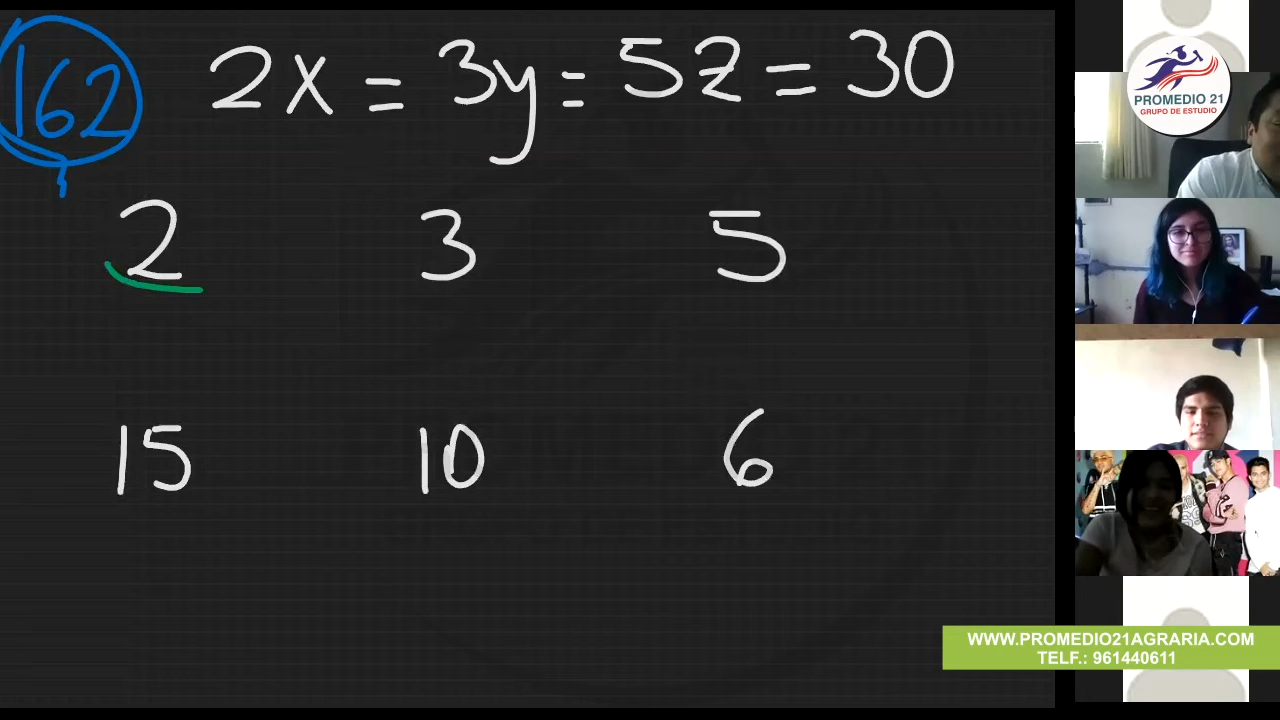 162 2x = 3y = 5z = 30
2 3 5
15 10 6
PROMEDIO 21
GRUPO DE ESTUDIO
WWW.PROMEDIO21AGRARIA.COM
TELF.: 961440611